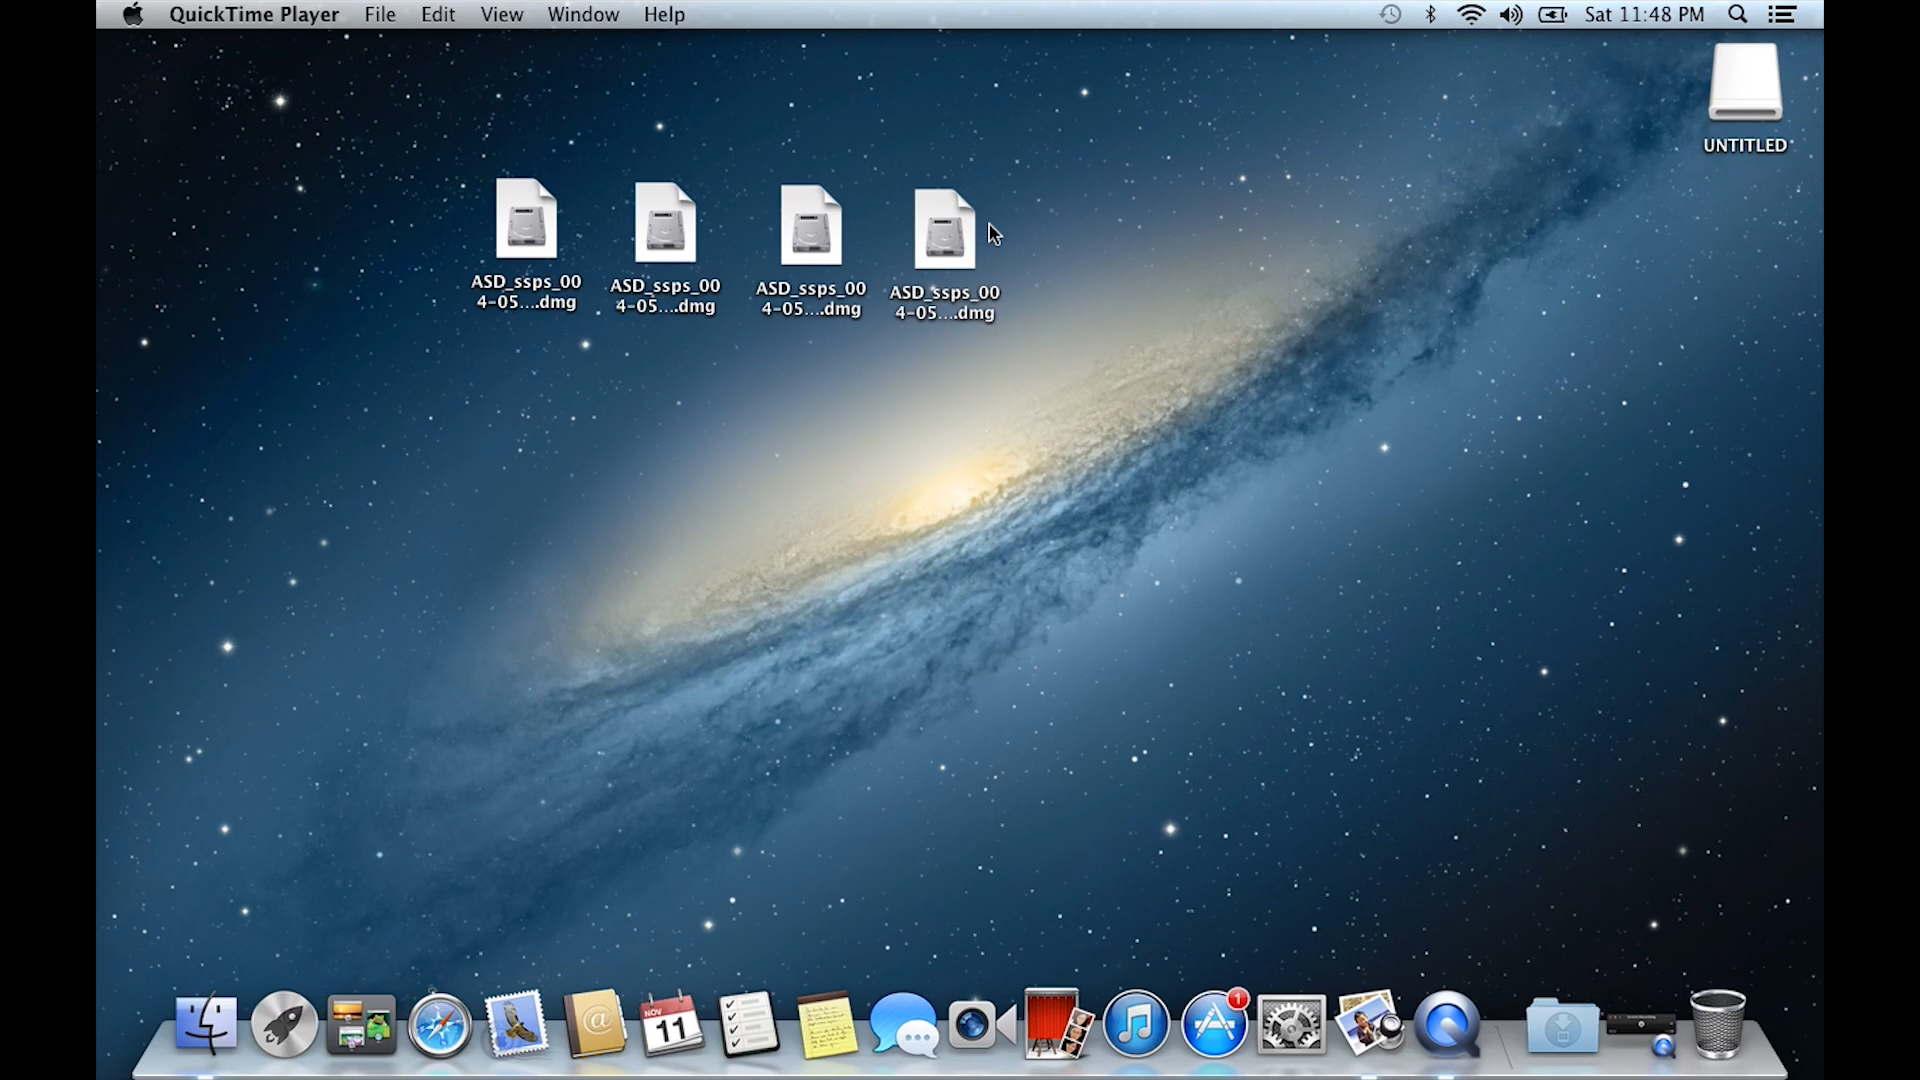 QuickTime Player File Edit View Window Help Sat 11:48 PM
UNTITLED
ASD_ssps_00
4-05....dmg
ASD_ssps_00
4-05....dmg
ASD_ssps_00
4-05....dmg
ASD_ssps_00
4-05....dmg
NOV
11
@
1